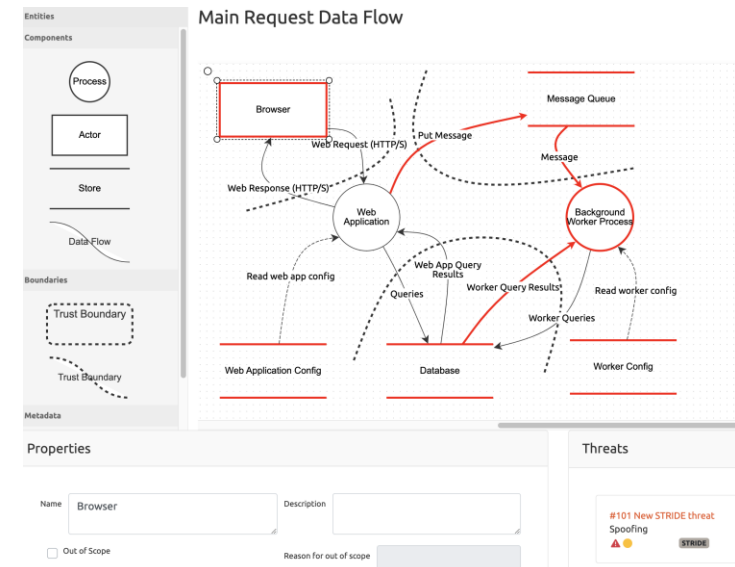 Entities
Components
Process
Actor
Store
Data Flow
Boundaries
Trust Boundary
Trust Boundary
Metadata
Main Request Data Flow
Browser
Message Queue
Put Message
Web Request (HTTP/S)
Message
Web Response (HTTP/S)
Web
Application
Background
Worker Process
Web App Query
Results
Read web app config
Queries
Worker Query Results
Read worker config
Worker Queries
Web Application Config
Database
Worker Config
Properties
Name
Browser
Description
Out of Scope
Reason for out of scope
Threats
#101 New STRIDE threat
Spoofing
STRIDE